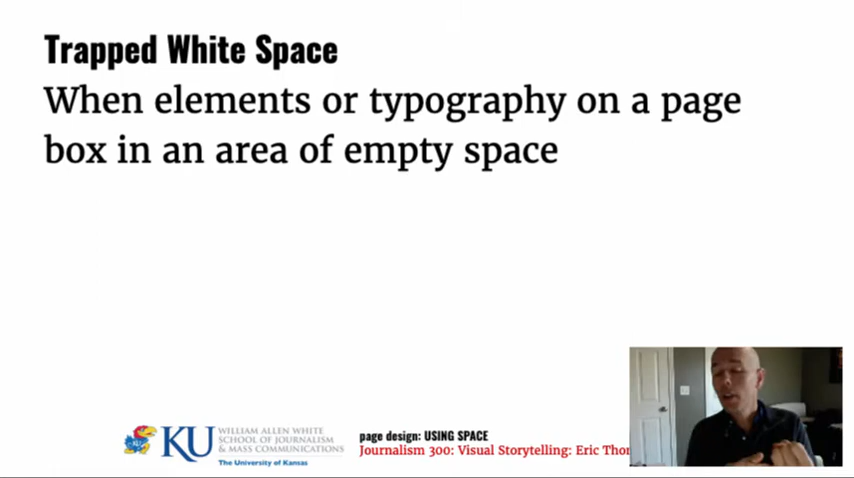 Trapped White Space
When elements or typography on a page
box in an area of empty space
KU
WILLIAM ALLEN WHITE
SCHOOL OF JOURNALISM
& MASS COMMUNICATIONS
The University of Kansas
page design: USING SPACE
Journalism 300: Visual Storytelling: Eric